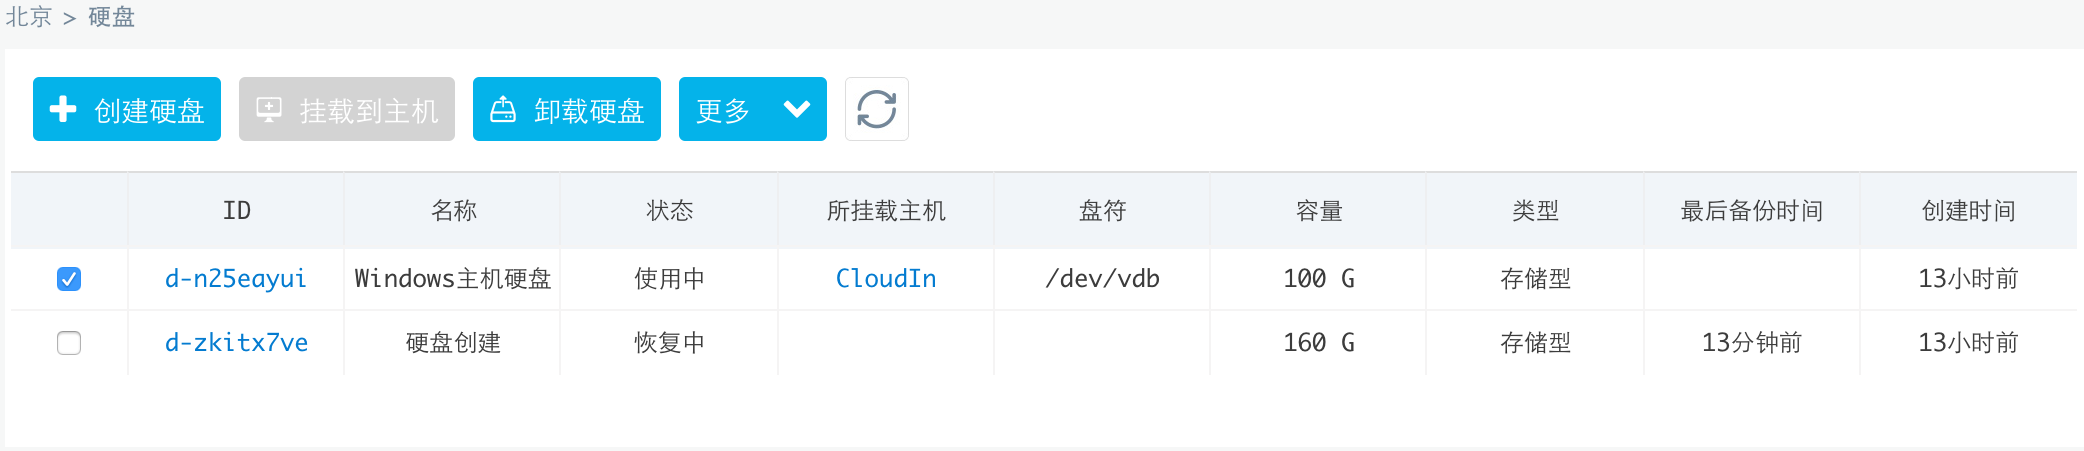 北京 > 硬盘
创建硬盘 挂载到主机 卸载硬盘 更多
ID 名称 状态 所挂载主机 盘符 容量 类型 最后备份时间 创建时间
d-n25eayui Windows主机硬盘 使用中 CloudIn /dev/vdb 100 G 存储型 13小时前
d-zkitx7ve 硬盘创建 恢复中 160 G 存储型 13分钟前 13小时前